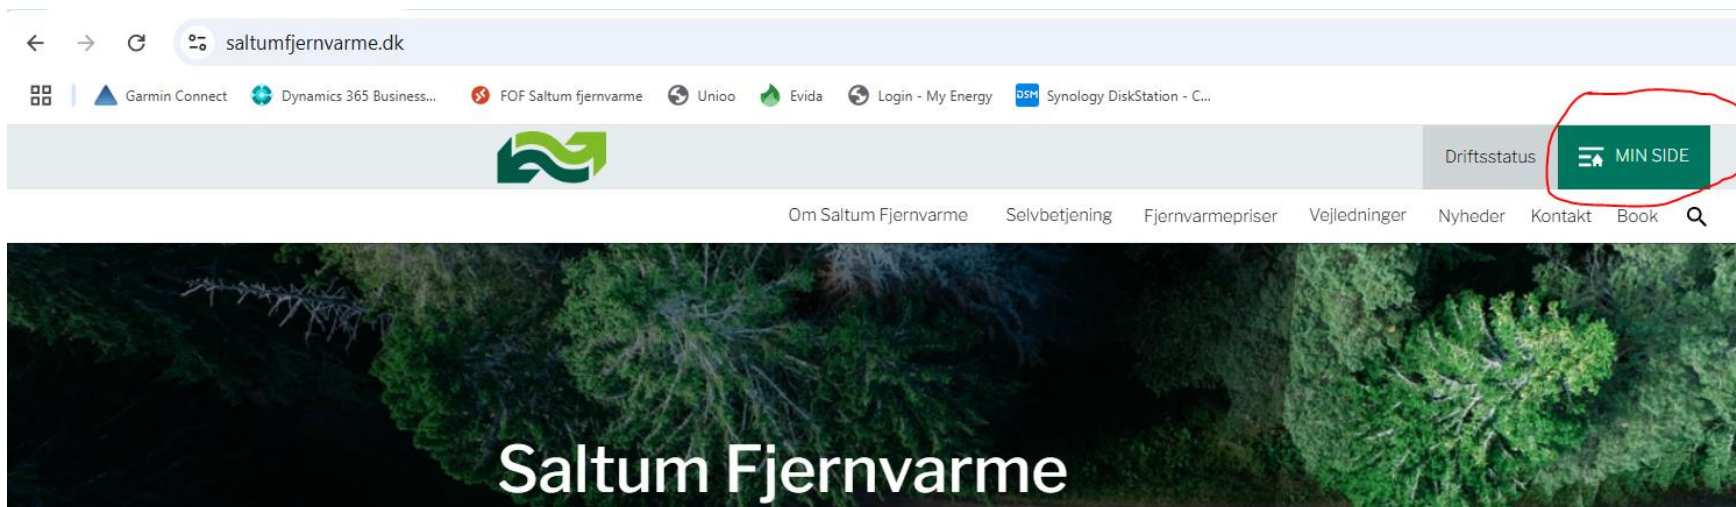 saltumfjernvarme.dk
Garmin Connect Dynamics 365 Business... FOF Saltum fjernvarme Unioo Evida Login - My Energy DSM Synology DiskStation - C...
Driftsstatus MIN SIDE
Om Saltum Fjernvarme Selvbetjening Fjernvarmepriser Vejledninger Nyheder Kontakt Book
Saltum Fjernvarme